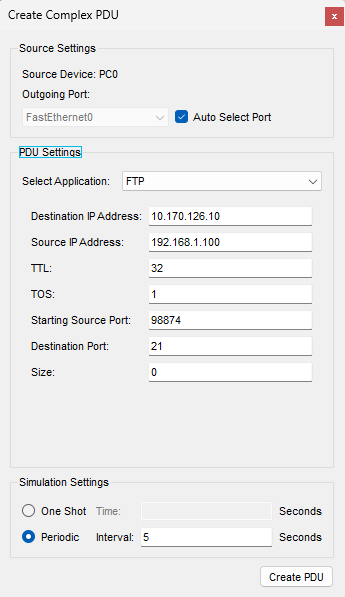 Create Complex PDU
x
Source Settings
Source Device: PC0
Outgoing Port:
FastEthernet0 Auto Select Port
PDU Settings
Select Application: FTP
Destination IP Address: 10.170.126.10
Source IP Address: 192.168.1.100
TTL: 32
TOS: 1
Starting Source Port: 98874
Destination Port: 21
Size: 0
Simulation Settings
One Shot Time: Seconds
Periodic Interval: 5 Seconds
Create PDU